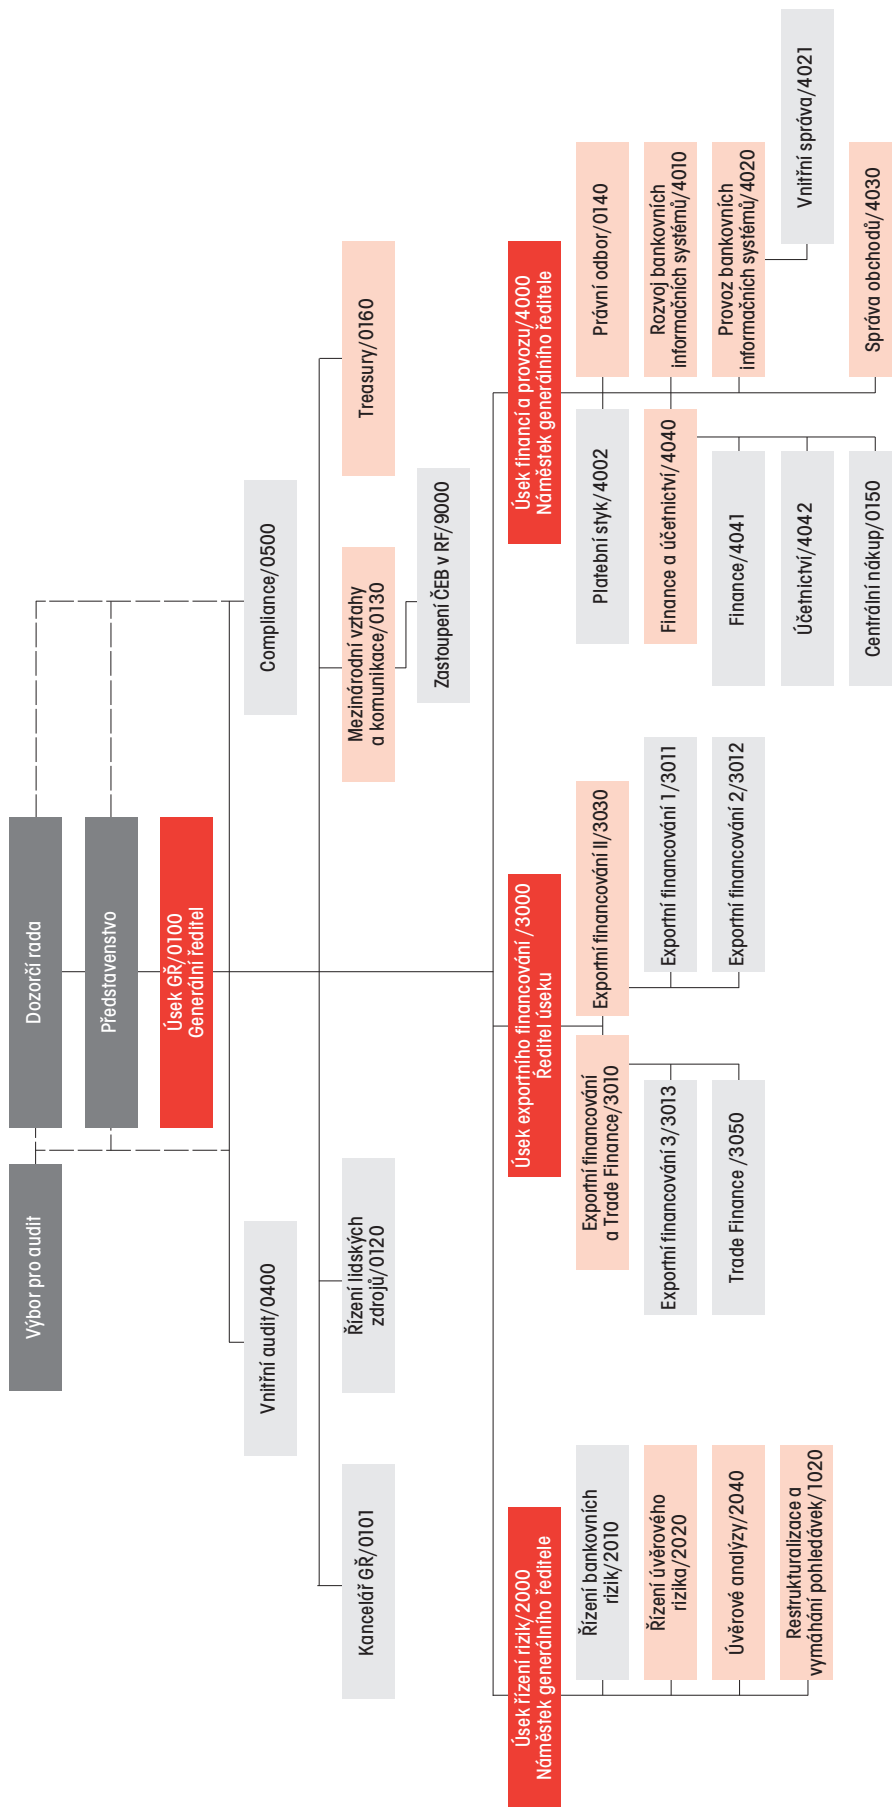 Výbor pro audit
Dozorčí rada
Představenstvo
Úsek GŘ/0100
Generální ředitel
Vnitřní audit/0400
Compliance/0500
Kancelář GŘ/0101
Řízení lidských
zdrojů/0120
Mezinárodní vztahy
a komunikace/0130
Treasury/0160
Zastoupení ČEB v RF/9000
Úsek řízení rizik/2000
Náměstek generálního ředitele
Úsek exportního financování /3000
Ředitel úseku
Úsek financí a provozu/4000
Náměstek generálního ředitele
Řízení bankovních
rizik/2010
Řízení úvěrového
rizika/2020
Úvěrové analýzy/2040
Restrukturalizace a
vymáhání pohledávek/1020
Exportní financování
a Trade Finance/3010
Exportní financování II/3030
Exportní financování 3/3013
Exportní financování 1/3011
Trade Finance /3050
Exportní financování 2/3012
Platební styk/4002
Právní odbor/0140
Finance a účetnictví/4040
Rozvoj bankovních
informačních systémů/4010
Finance/4041
Provoz bankovních
informačních systémů/4020
Účetnictví/4042
Vnitřní správa/4021
Centrální nákup/0150
Správa obchodů/4030